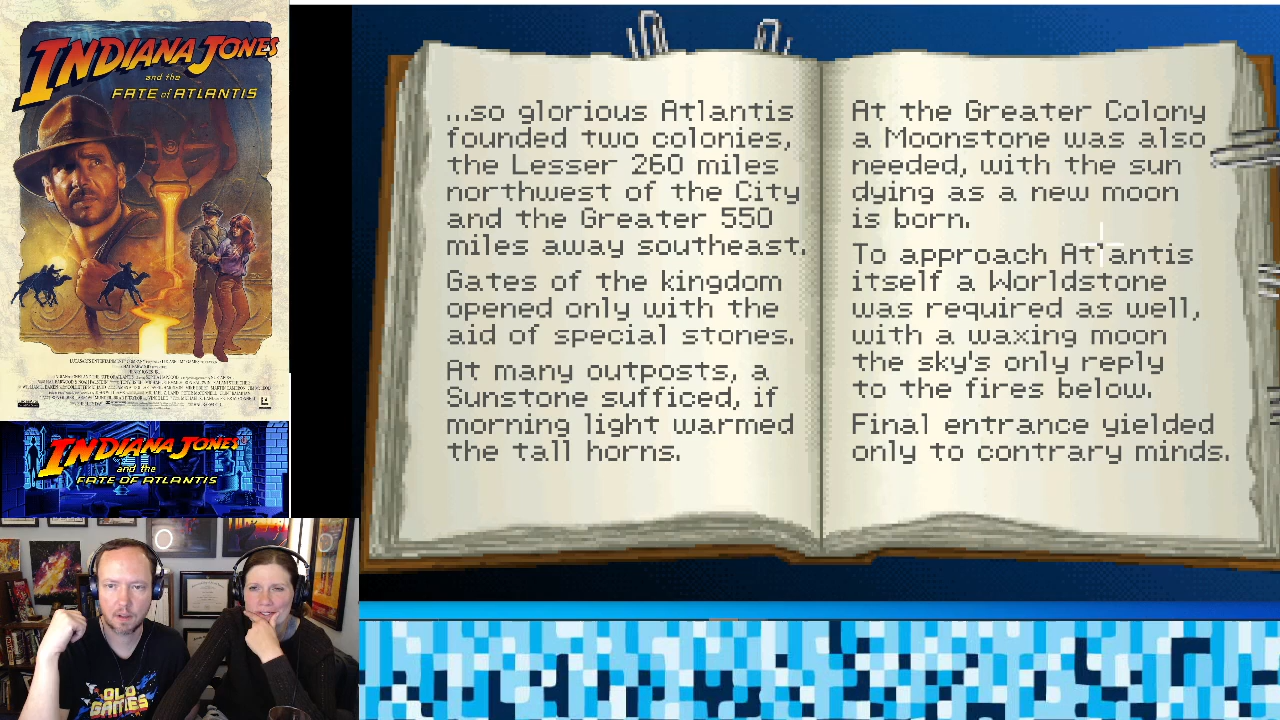 INDIANA JONES
and the
FATE of ATLANTIS
INDIANA JONES
and the
FATE OF ATLANTIS
OLD
GAMES
...so glorious Atlantis
founded two colonies,
the Lesser 260 miles
northwest of the City
and the Greater 550
miles away southeast.
Gates of the kingdom
opened only with the
aid of special stones.
At many outposts, a
Sunstone sufficed, if
morning light warmed
the tall horns.
At the Greater Colony
a Moonstone was also
needed, with the sun
dying as a new moon
is born.
To approach Atlantis
itself a Worldstone
was required as well,
with a waxing moon
the sky's only reply
to the fires below.
Final entrance yielded
only to contrary minds.